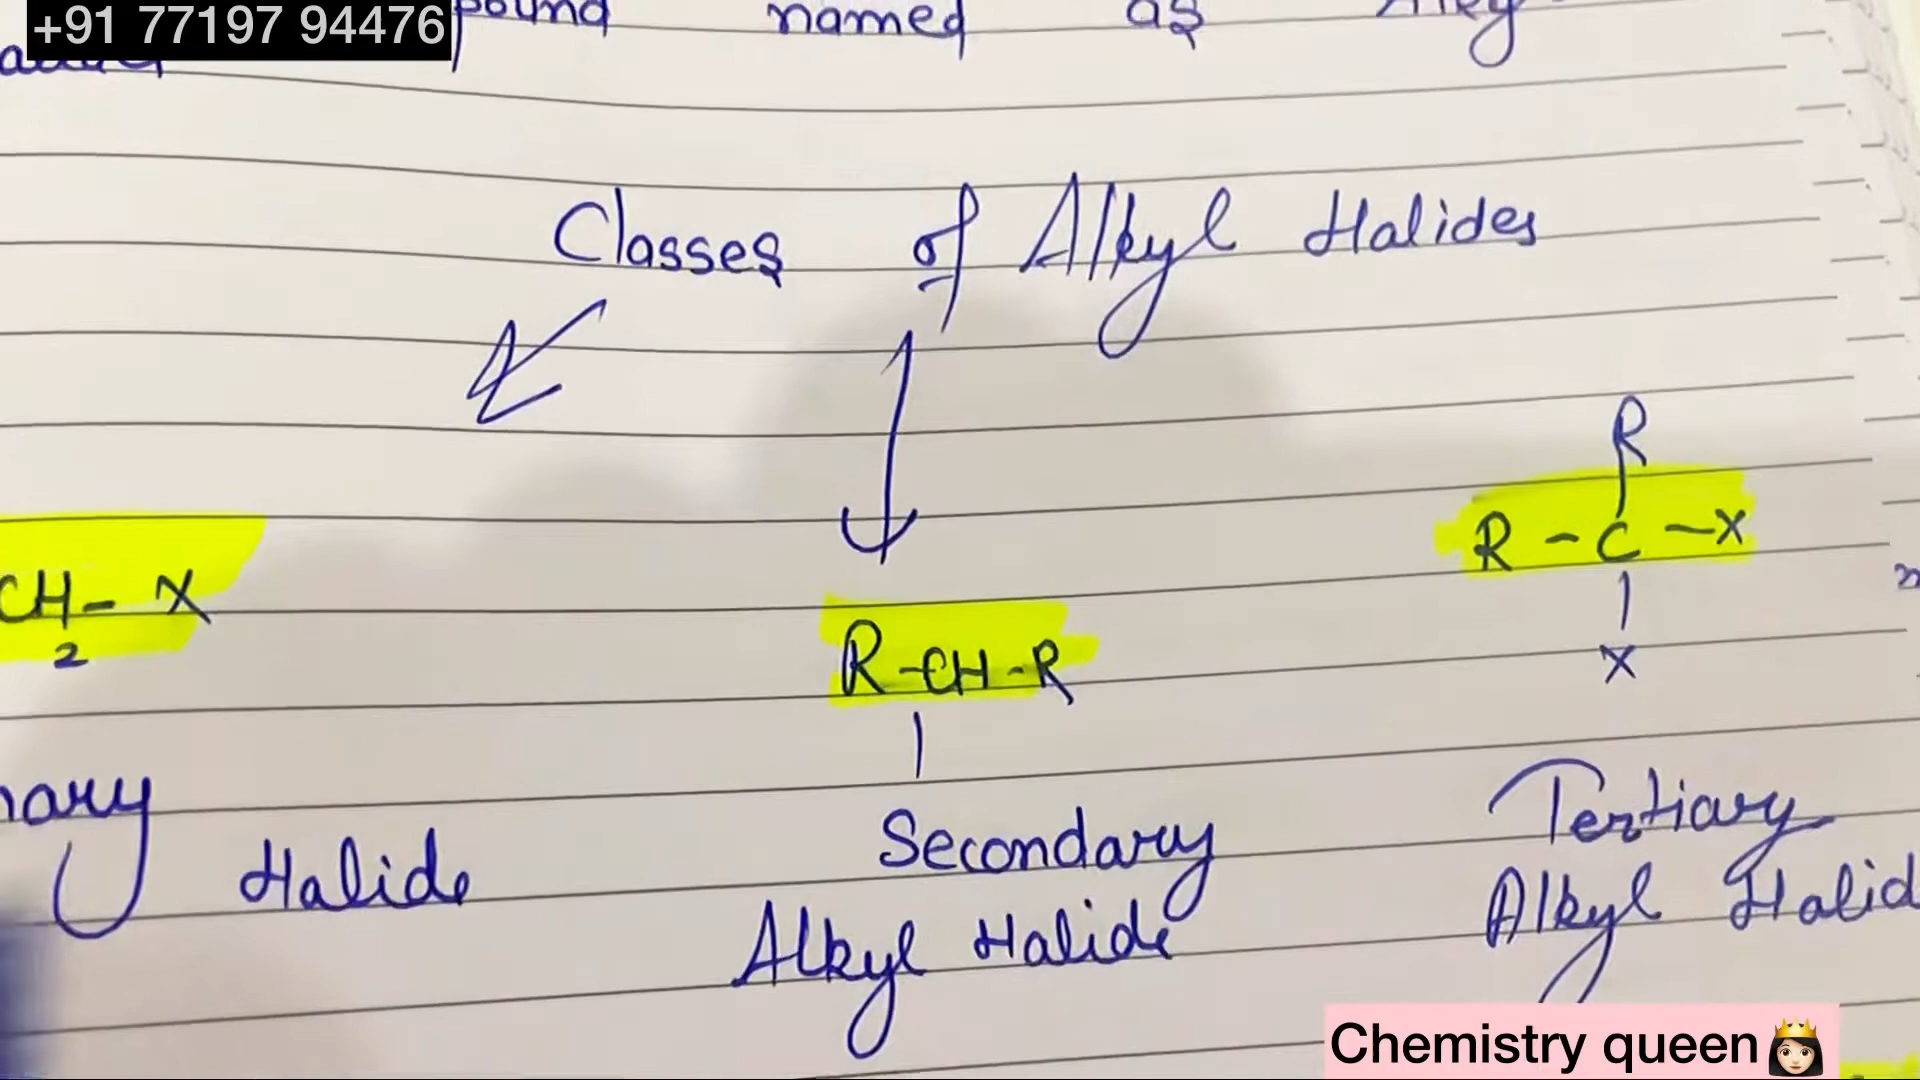 +91 77197 94476
named as
Classes of Alkyl Halides
R
R - C - X
CH2 - X
X
R - CH - R
Tertiary
Secondary
Halide
Alkyl Halid
Alkyl Halide
Chemistry queen👸🏻